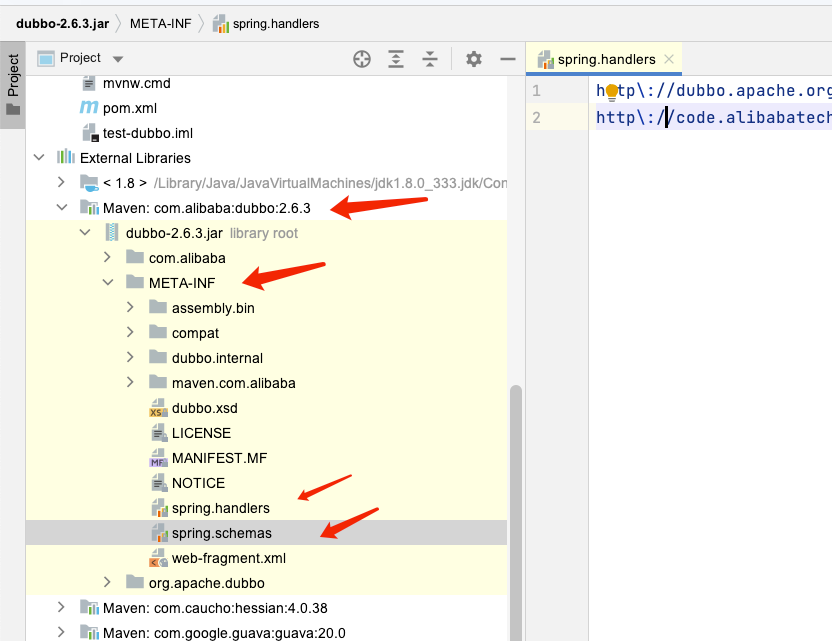 dubbo-2.6.3.jar META-INF spring.handlers
Project
Project
spring.handlers
mvnw.cmd
pom.xml
test-dubbo.iml
External Libraries
< 1.8 > /Library/Java/JavaVirtualMachines/jdk1.8.0_333.jdk/Con
Maven: com.alibaba:dubbo:2.6.3
dubbo-2.6.3.jar library root
com.alibaba
META-INF
assembly.bin
compat
dubbo.internal
maven.com.alibaba
dubbo.xsd
LICENSE
MANIFEST.MF
NOTICE
spring.handlers
spring.schemas
web-fragment.xml
org.apache.dubbo
Maven: com.caucho:hessian:4.0.38
Maven: com.google.guava:guava:20.0
1 http\://dubbo.apache.org
2 http\://code.alibabatech